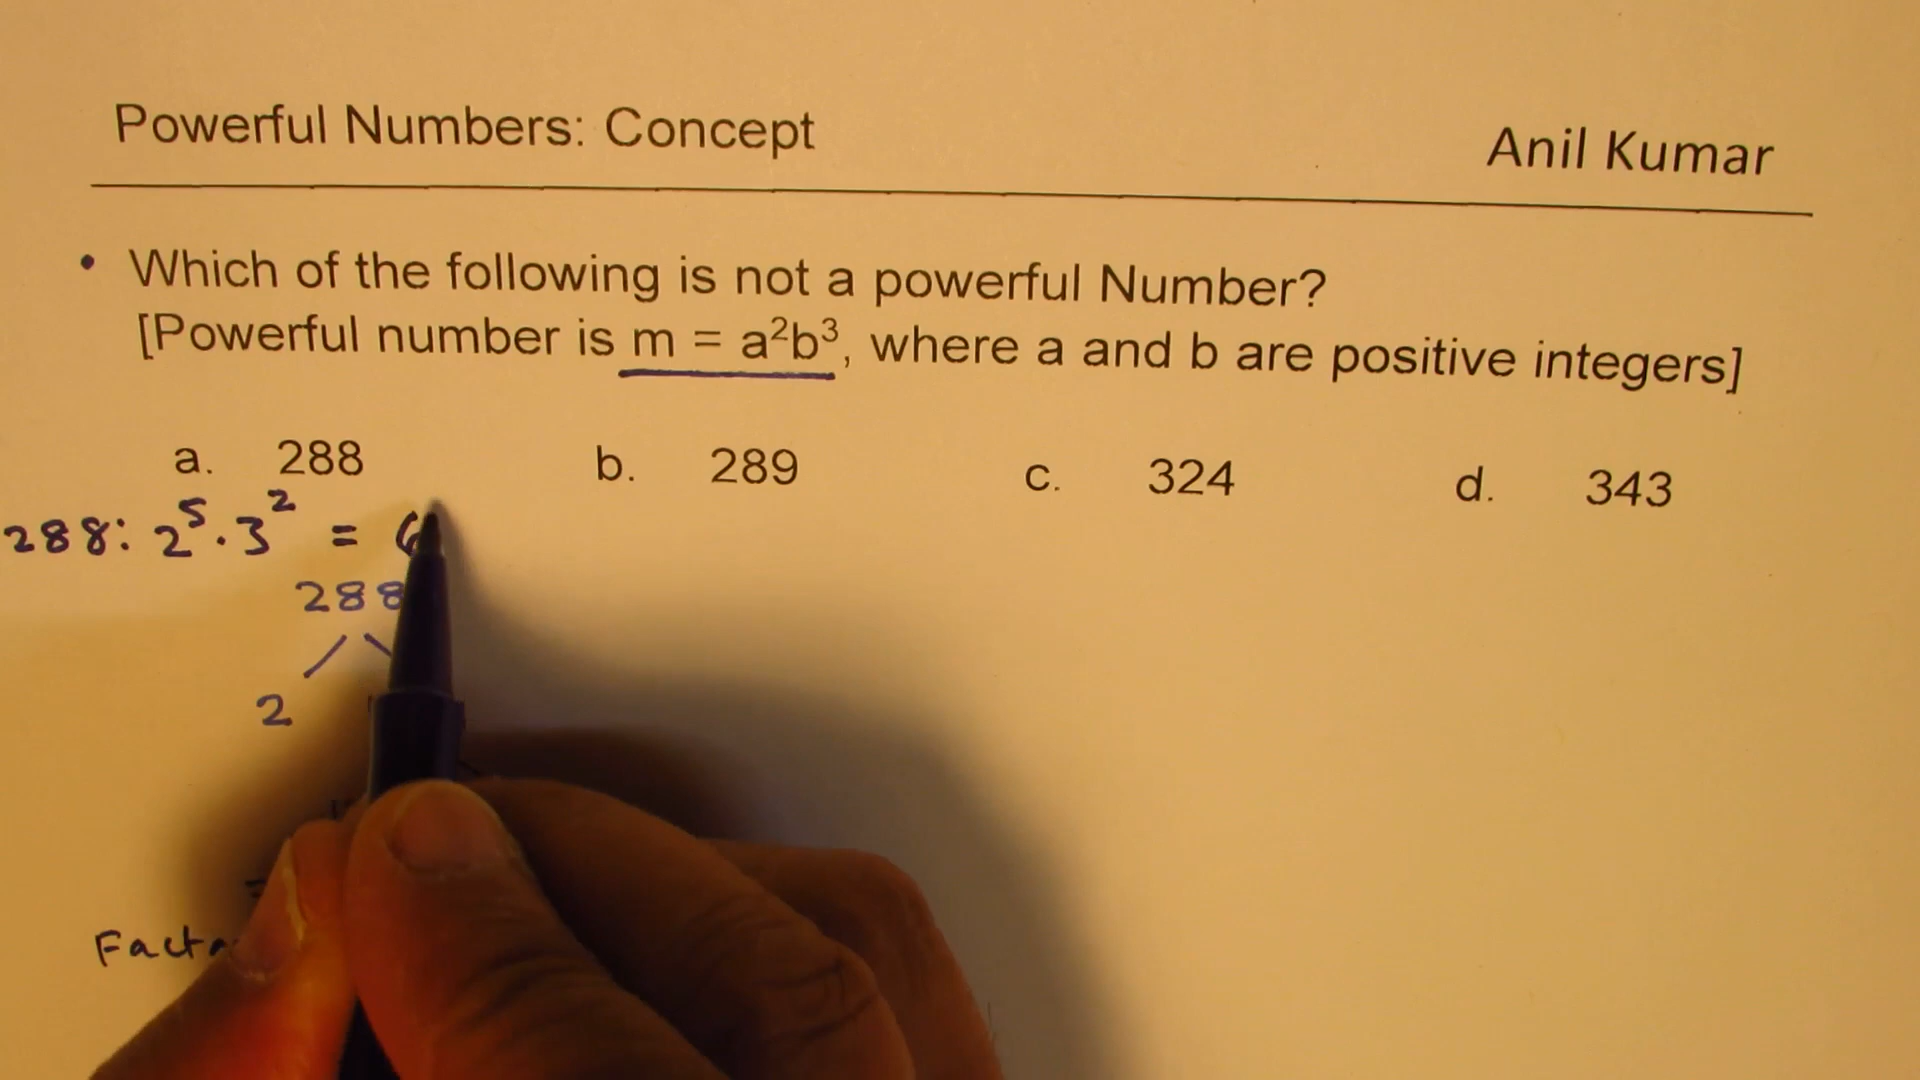 Powerful Numbers: Concept
Anil Kumar
• Which of the following is not a powerful Number?
[Powerful number is m = a²b³, where a and b are positive integers]
a. 288 b. 289 c. 324 d. 343
288: 2⁵ · 3² = 6
288
2